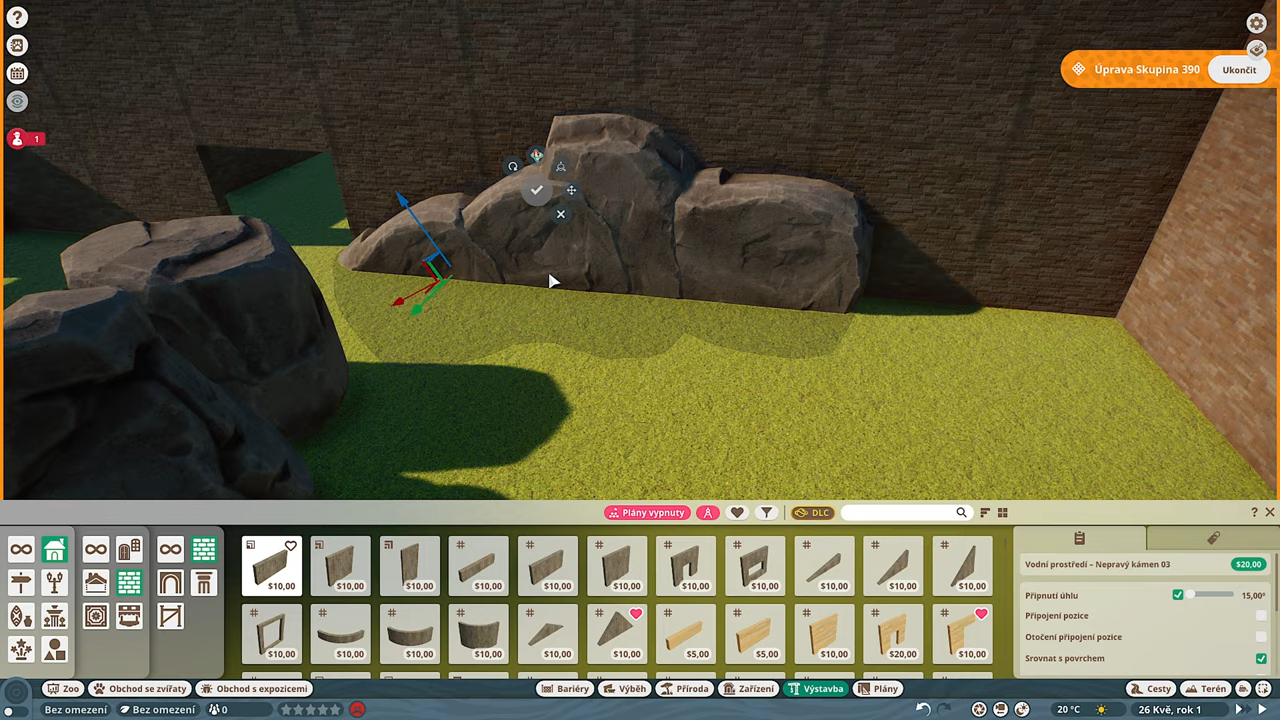 1
Úprava Skupina 390
Ukončit
Plány vypnuty
DLC
Vodní prostředí – Nepravý kámen 03
$20,00
Připnutí úhlu
15,00°
Připojení pozice
Otočení připojení pozice
Srovnat s povrchem
$10,00 $10,00 $10,00 $10,00 $10,00 $10,00 $10,00 $10,00 $10,00 $10,00 $10,00
$10,00 $10,00 $10,00 $10,00 $10,00 $10,00 $5,00 $5,00 $10,00 $20,00 $10,00
Zoo
Obchod se zvířaty
Obchod s expozicemi
Bariéry
Výběh
Příroda
Zařízení
Výstavba
Plány
Cesty
Terén
Bez omezení
Bez omezení
0
20 °C
26 Kvě, rok 1